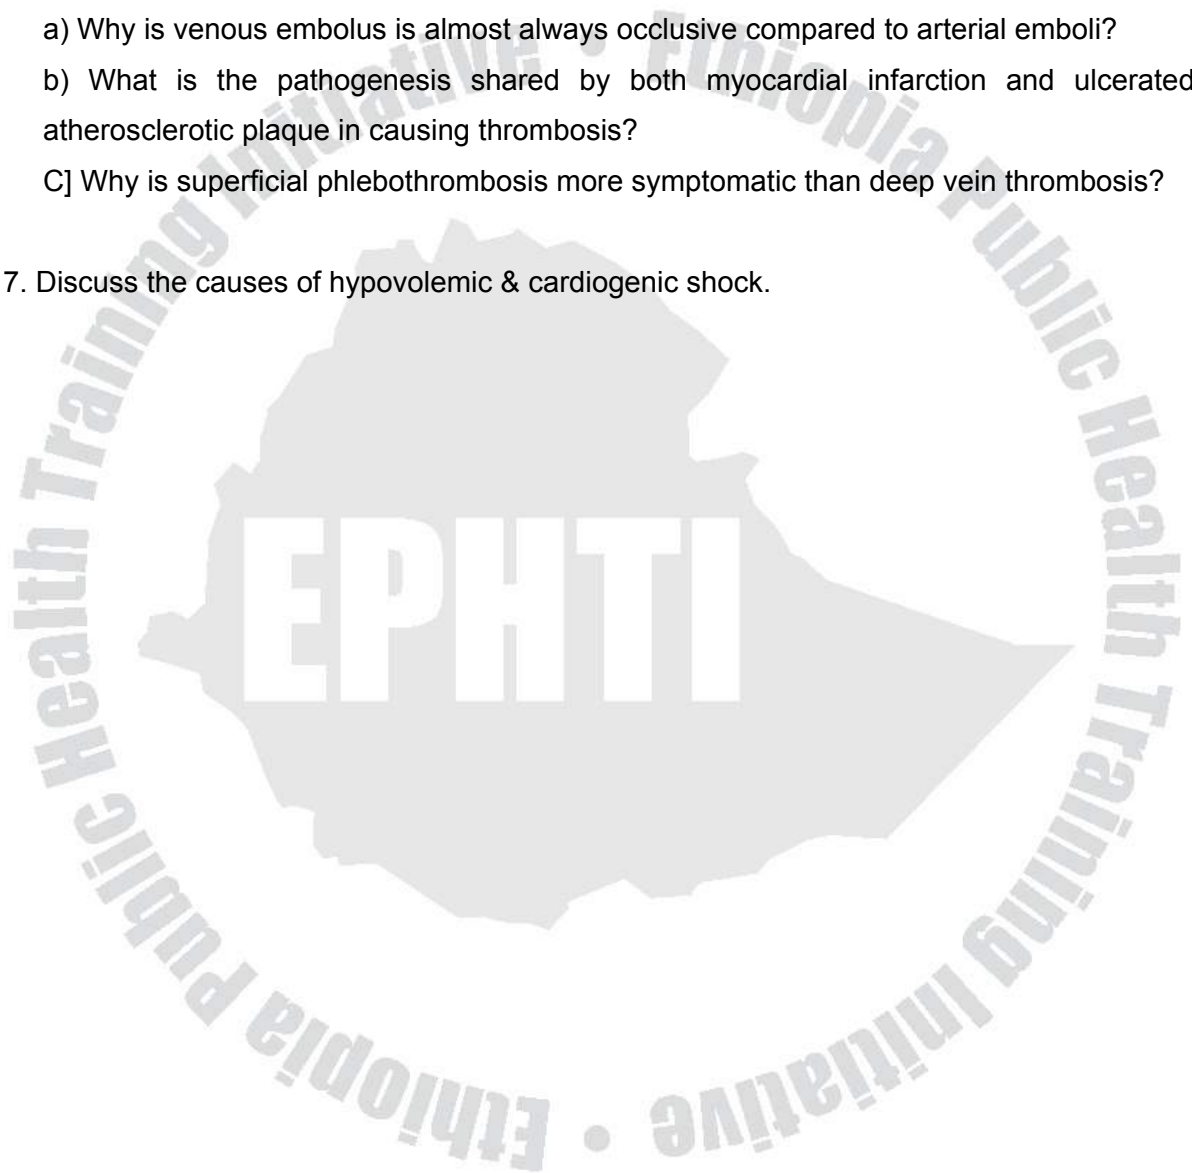 a) Why is venous embolus is almost always occlusive compared to arterial emboli?
b) What is the pathogenesis shared by both myocardial infarction and ulcerated
atherosclerotic plaque in causing thrombosis?
C] Why is superficial phlebothrombosis more symptomatic than deep vein thrombosis?
7. Discuss the causes of hypovolemic & cardiogenic shock.
EPHTI
Ethiopia Public Health Training Initiative • Ethiopia Public Health Training Initiative •